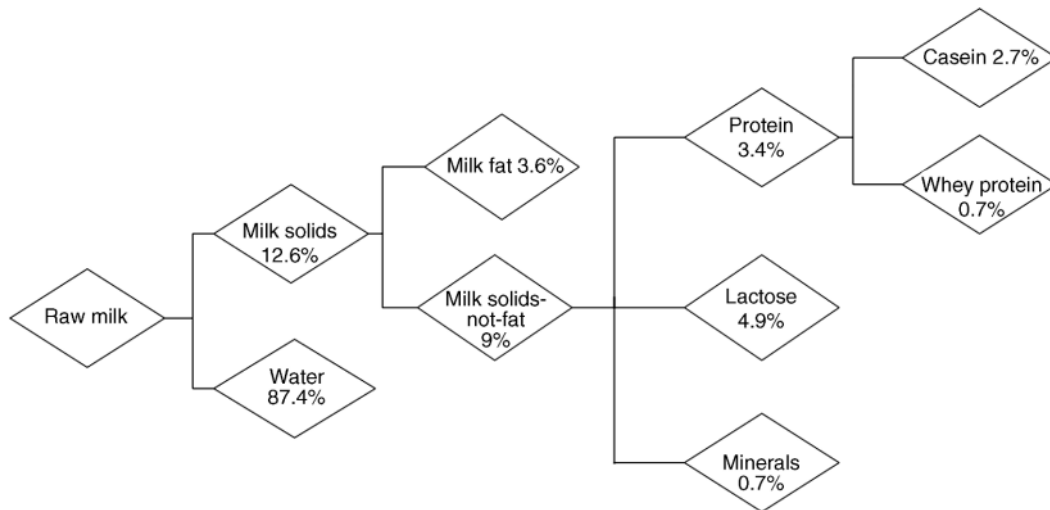 Raw milk
Milk solids
12.6%
Water
87.4%
Milk fat 3.6%
Milk solids-
not-fat
9%
Protein
3.4%
Lactose
4.9%
Minerals
0.7%
Casein 2.7%
Whey protein
0.7%